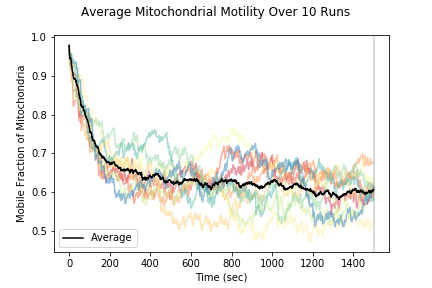 Average Mitochondrial Motility Over 10 Runs
Mobile Fraction of Mitochondria
1.0
0.9
0.8
0.7
0.6
0.5
Average
0 200 400 600 800 1000 1200 1400
Time (sec)